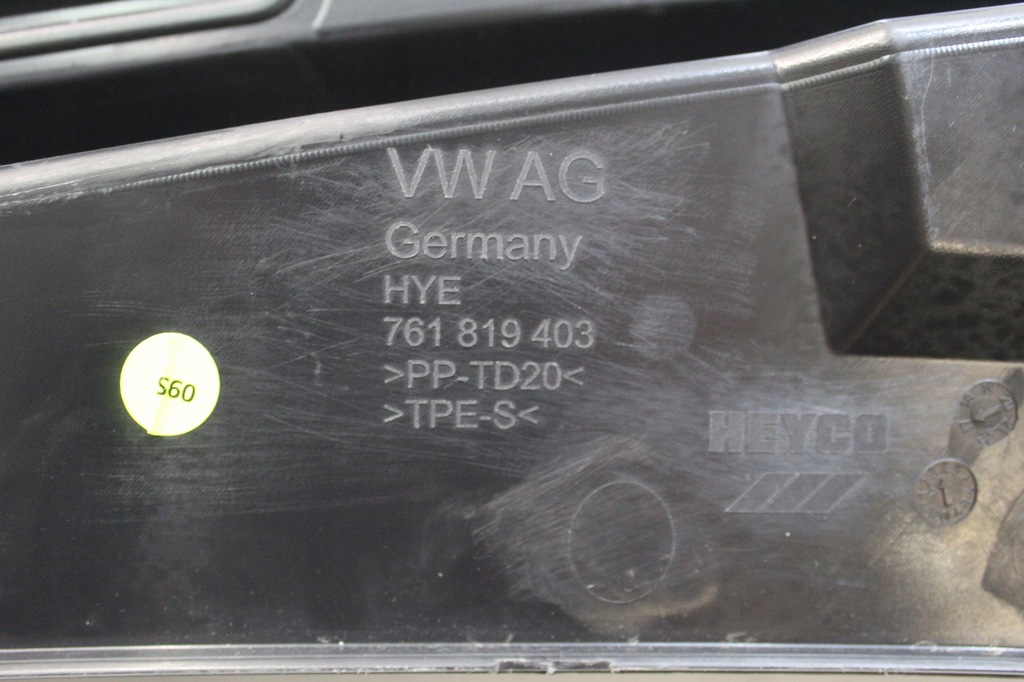 VW AG
Germany
HYE
761 819 403
>PP-TD20<
>TPE-S<
S60
HEYCO